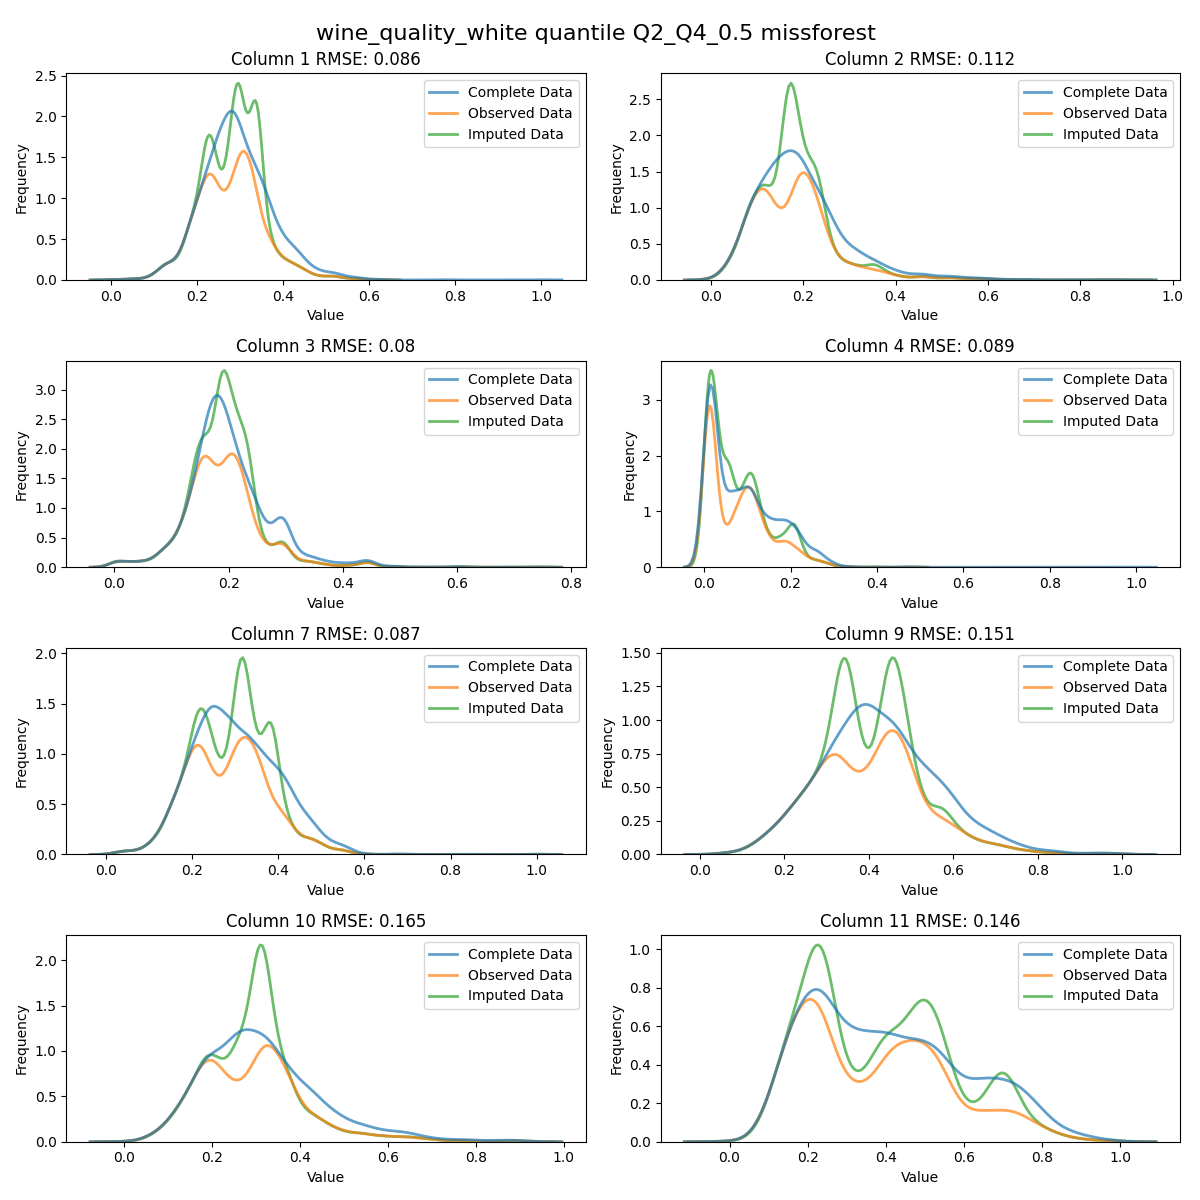 wine_quality_white quantile Q2_Q4_0.5 missforest
Column 1 RMSE: 0.086
Frequency
2.5
2.0
1.5
1.0
0.5
0.0
0.0 0.2 0.4 0.6 0.8 1.0
Value
Complete Data
Observed Data
Imputed Data
Column 2 RMSE: 0.112
Frequency
2.5
2.0
1.5
1.0
0.5
0.0
0.0 0.2 0.4 0.6 0.8 1.0
Value
Complete Data
Observed Data
Imputed Data
Column 3 RMSE: 0.08
Frequency
3.0
2.5
2.0
1.5
1.0
0.5
0.0
0.0 0.2 0.4 0.6 0.8
Value
Complete Data
Observed Data
Imputed Data
Column 4 RMSE: 0.089
Frequency
3
2
1
0
0.0 0.2 0.4 0.6 0.8 1.0
Value
Complete Data
Observed Data
Imputed Data
Column 7 RMSE: 0.087
Frequency
2.0
1.5
1.0
0.5
0.0
0.0 0.2 0.4 0.6 0.8 1.0
Value
Complete Data
Observed Data
Imputed Data
Column 9 RMSE: 0.151
Frequency
1.50
1.25
1.00
0.75
0.50
0.25
0.00
0.0 0.2 0.4 0.6 0.8 1.0
Value
Complete Data
Observed Data
Imputed Data
Column 10 RMSE: 0.165
Frequency
2.0
1.5
1.0
0.5
0.0
0.0 0.2 0.4 0.6 0.8 1.0
Value
Complete Data
Observed Data
Imputed Data
Column 11 RMSE: 0.146
Frequency
1.0
0.8
0.6
0.4
0.2
0.0
0.0 0.2 0.4 0.6 0.8 1.0
Value
Complete Data
Observed Data
Imputed Data